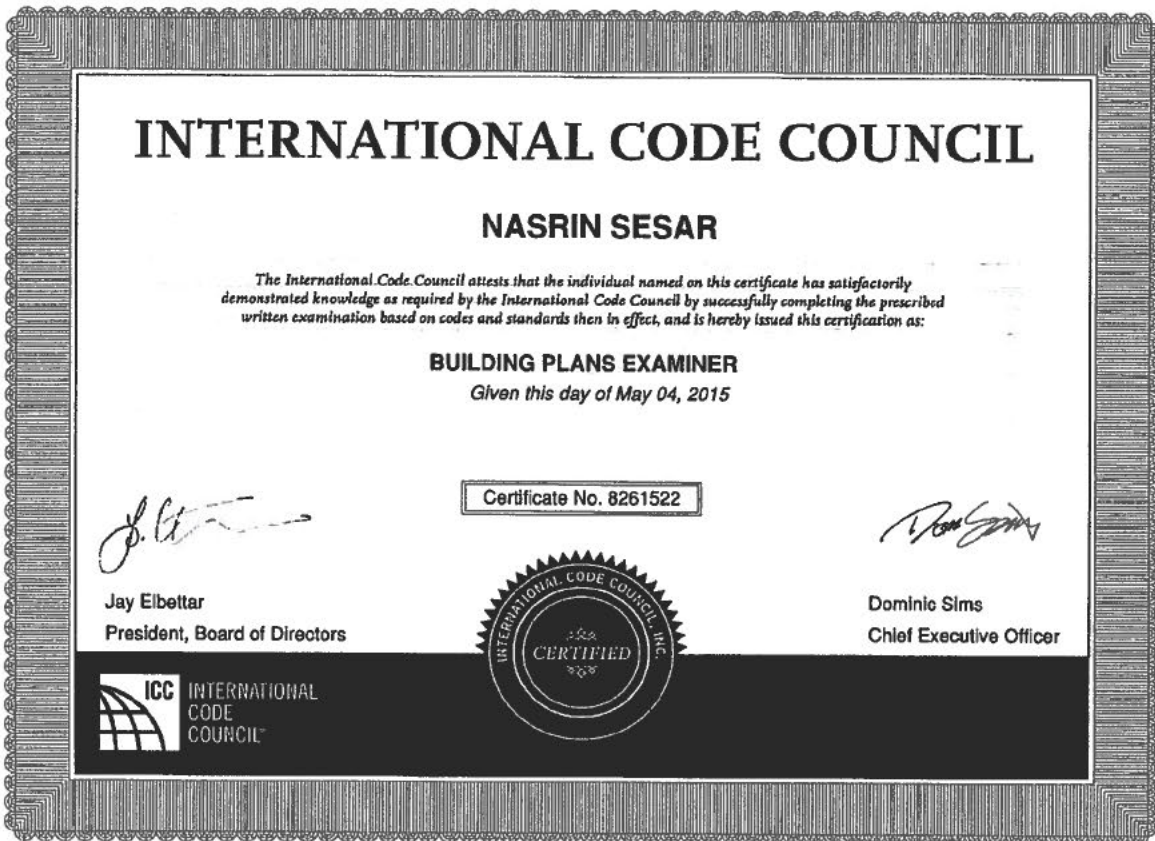 INTERNATIONAL CODE COUNCIL
NASRIN SESAR
The International Code Council attests that the individual named on this certificate has satisfactorily
demonstrated knowledge as required by the International Code Council by successfully completing the prescribed
written examination based on codes and standards then in effect, and is hereby issued this certification as:
BUILDING PLANS EXAMINER
Given this day of May 04, 2015
Certificate No. 8261522
Jay Elbettar
President, Board of Directors
INTERNATIONAL CODE COUNCIL, INC.
CERTIFIED
Dominic Sims
Chief Executive Officer
ICC INTERNATIONAL
CODE
COUNCIL